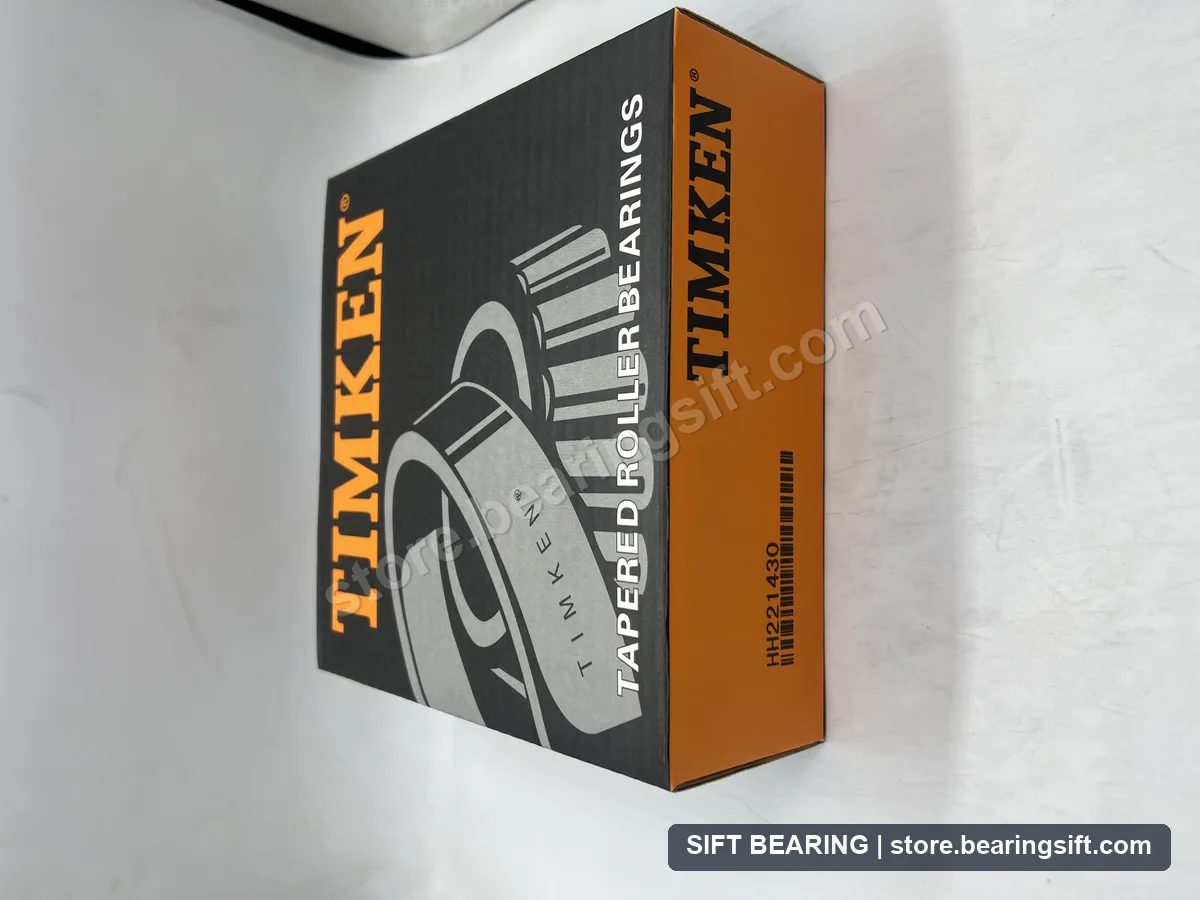 TIMKEN®
TIMKEN®
TAPERED ROLLER BEARINGS
TIMKEN®
HH221430
store.bearingsift.com
SIFT BEARING | store.bearingsift.com